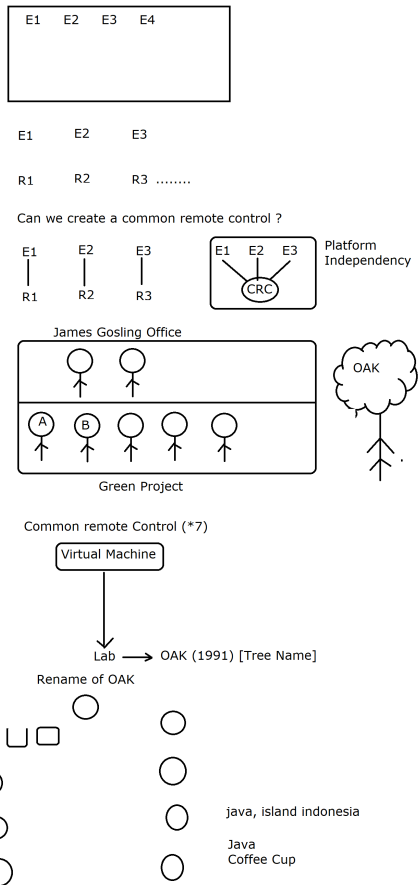 E1 E2 E3 E4
E1 E2 E3
R1 R2 R3 ........
Can we create a common remote control ?
E1 E2 E3
R1 R2 R3
E1 E2 E3
CRC
Platform
Independency
James Gosling Office
A B
OAK
Green Project
Common remote Control (*7)
Virtual Machine
Lab OAK (1991) [Tree Name]
Rename of OAK
java, island indonesia
Java
Coffee Cup